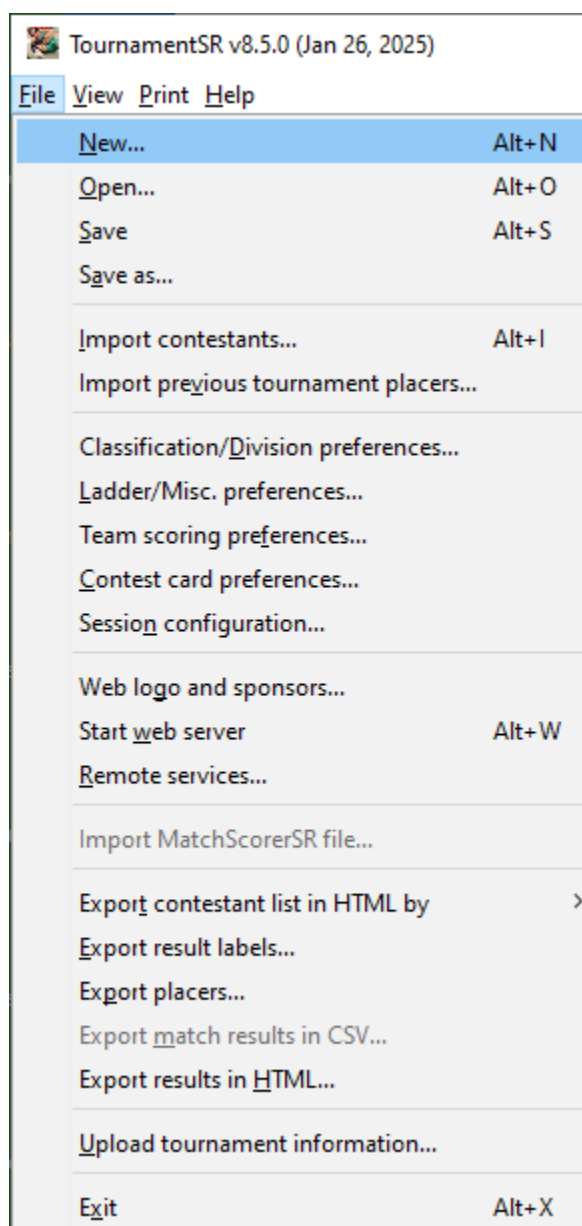 TournamentSR v8.5.0 (Jan 26, 2025)
File View Print Help
New... Alt+N
Open... Alt+O
Save Alt+S
Save as...
Import contestants... Alt+I
Import previous tournament placers...
Classification/Division preferences...
Ladder/Misc. preferences...
Team scoring preferences...
Contest card preferences...
Session configuration...
Web logo and sponsors...
Start web server Alt+W
Remote services...
Import MatchScorerSR file...
Export contestant list in HTML by
Export result labels...
Export placers...
Export match results in CSV...
Export results in HTML...
Upload tournament information...
Exit Alt+X